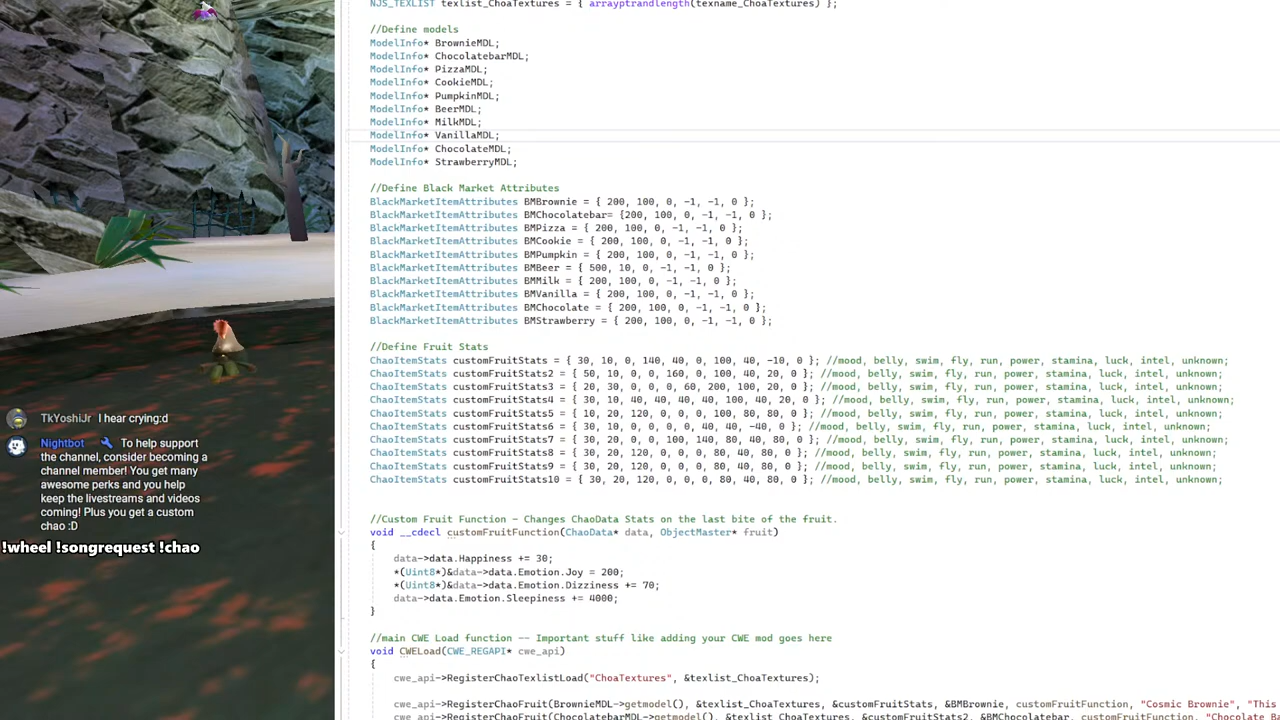 NJS_TEXLIST texlist_ChoaTextures = { arrayptrandlength(texname_ChoaTextures) };
//Define models
ModelInfo* BrownieMDL;
ModelInfo* ChocolatebarMDL;
ModelInfo* PizzaMDL;
ModelInfo* CookieMDL;
ModelInfo* PumpkinMDL;
ModelInfo* BeerMDL;
ModelInfo* MilkMDL;
ModelInfo* VanillaMDL;
ModelInfo* ChocolateMDL;
ModelInfo* StrawberryMDL;
//Define Black Market Attributes
BlackMarketItemAttributes BMBrownie = { 200, 100, 0, -1, -1, 0 };
BlackMarketItemAttributes BMChocolatebar= {200, 100, 0, -1, -1, 0 };
BlackMarketItemAttributes BMPizza = { 200, 100, 0, -1, -1, 0 };
BlackMarketItemAttributes BMCookie = { 200, 100, 0, -1, -1, 0 };
BlackMarketItemAttributes BMPumpkin = { 200, 100, 0, -1, -1, 0 };
BlackMarketItemAttributes BMBeer = { 500, 10, 0, -1, -1, 0 };
BlackMarketItemAttributes BMMilk = { 200, 100, 0, -1, -1, 0 };
BlackMarketItemAttributes BMVanilla = { 200, 100, 0, -1, -1, 0 };
BlackMarketItemAttributes BMChocolate = { 200, 100, 0, -1, -1, 0 };
BlackMarketItemAttributes BMStrawberry = { 200, 100, 0, -1, -1, 0 };
//Define Fruit Stats
ChaoItemStats customFruitStats = { 30, 10, 0, 140, 40, 0, 100, 40, -10, 0 }; //mood, belly, swim, fly, run, power, stamina, luck, intel, unknown;
ChaoItemStats customFruitStats2 = { 50, 10, 0, 0, 160, 0, 100, 40, 20, 0 }; //mood, belly, swim, fly, run, power, stamina, luck, intel, unknown;
ChaoItemStats customFruitStats3 = { 20, 30, 0, 0, 0, 60, 200, 100, 20, 0 }; //mood, belly, swim, fly, run, power, stamina, luck, intel, unknown;
ChaoItemStats customFruitStats4 = { 30, 10, 40, 40, 40, 40, 100, 40, 20, 0 }; //mood, belly, swim, fly, run, power, stamina, luck, intel, unknown;
ChaoItemStats customFruitStats5 = { 10, 20, 120, 0, 0, 0, 100, 80, 80, 0 }; //mood, belly, swim, fly, run, power, stamina, luck, intel, unknown;
ChaoItemStats customFruitStats6 = { 30, 10, 0, 0, 0, 0, 40, 40, -40, 0 }; //mood, belly, swim, fly, run, power, stamina, luck, intel, unknown;
ChaoItemStats customFruitStats7 = { 30, 20, 0, 0, 100, 140, 80, 40, 80, 0 }; //mood, belly, swim, fly, run, power, stamina, luck, intel, unknown;
ChaoItemStats customFruitStats8 = { 30, 20, 120, 0, 0, 0, 80, 40, 80, 0 }; //mood, belly, swim, fly, run, power, stamina, luck, intel, unknown;
ChaoItemStats customFruitStats9 = { 30, 20, 120, 0, 0, 0, 80, 40, 80, 0 }; //mood, belly, swim, fly, run, power, stamina, luck, intel, unknown;
ChaoItemStats customFruitStats10 = { 30, 20, 120, 0, 0, 0, 80, 40, 80, 0 }; //mood, belly, swim, fly, run, power, stamina, luck, intel, unknown;
//Custom Fruit Function - Changes ChaoData Stats on the last bite of the fruit.
void __cdecl customFruitFunction(ChaoData* data, ObjectMaster* fruit)
{
data->data.Happiness += 30;
*(Uint8*)&data->data.Emotion.Joy = 200;
*(Uint8*)&data->data.Emotion.Dizziness += 70;
data->data.Emotion.Sleepiness += 4000;
}
//main CWE Load function -- Important stuff like adding your CWE mod goes here
void CWELoad(CWE_REGAPI* cwe_api)
{
cwe_api->RegisterChaoTexlistLoad("ChoaTextures", &texlist_ChoaTextures);
cwe_api->RegisterChaoFruit(BrownieMDL->getmodel(), &texlist_ChoaTextures, &customFruitStats, &BMBrownie, customFruitFunction, "Cosmic Brownie", "This
cwe_api->RegisterChaoFruit(ChocolatebarMDL->getmodel(), &texlist_ChoaTextures, &customFruitStats2, &BMChocolatebar, customFruitFunction, "Chocolate
TkYoshiJr I hear crying:d
Nightbot To help support
the channel, consider becoming a
channel member! You get many
awesome perks and you help
keep the livestreams and videos
coming! Plus you get a custom
chao :D
!wheel !songrequest !chao